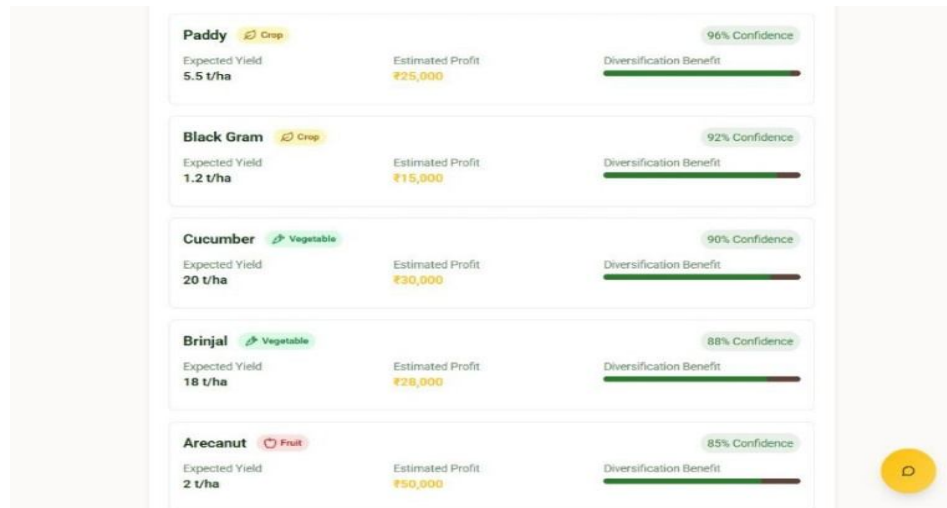 Paddy Crop 96% Confidence
Expected Yield Estimated Profit Diversification Benefit
5.5 t/ha ₹25,000
Black Gram Crop 92% Confidence
Expected Yield Estimated Profit Diversification Benefit
1.2 t/ha ₹15,000
Cucumber Vegetable 90% Confidence
Expected Yield Estimated Profit Diversification Benefit
20 t/ha ₹30,000
Brinjal Vegetable 88% Confidence
Expected Yield Estimated Profit Diversification Benefit
18 t/ha ₹28,000
Arecanut Fruit 85% Confidence
Expected Yield Estimated Profit Diversification Benefit
2 t/ha ₹50,000